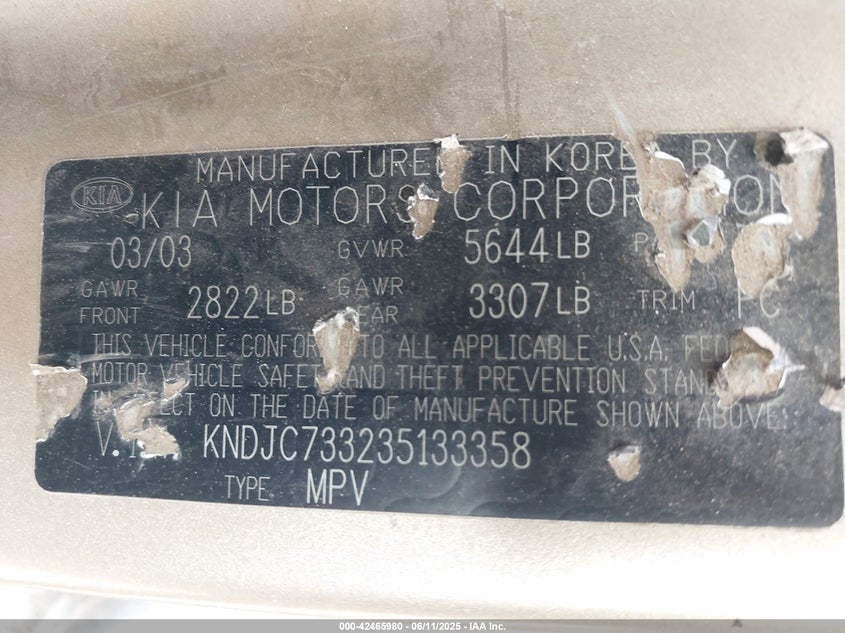 MANUFACTURED IN KOREA BY
KIA
KIA MOTORS CORPORATION
03/03 GVWR 5644LB
GAWR FRONT 2822LB GAWR REAR 3307LB TRIM FC
THIS VEHICLE CONFORMS TO ALL APPLICABLE U.S.A. FEDERAL
MOTOR VEHICLE SAFETY AND THEFT PREVENTION STANDARDS
IN EFFECT ON THE DATE OF MANUFACTURE SHOWN ABOVE.
V.I.N. KNDJC733235133358
TYPE MPV
000-42465980 - 06/11/2025 - IAA Inc.